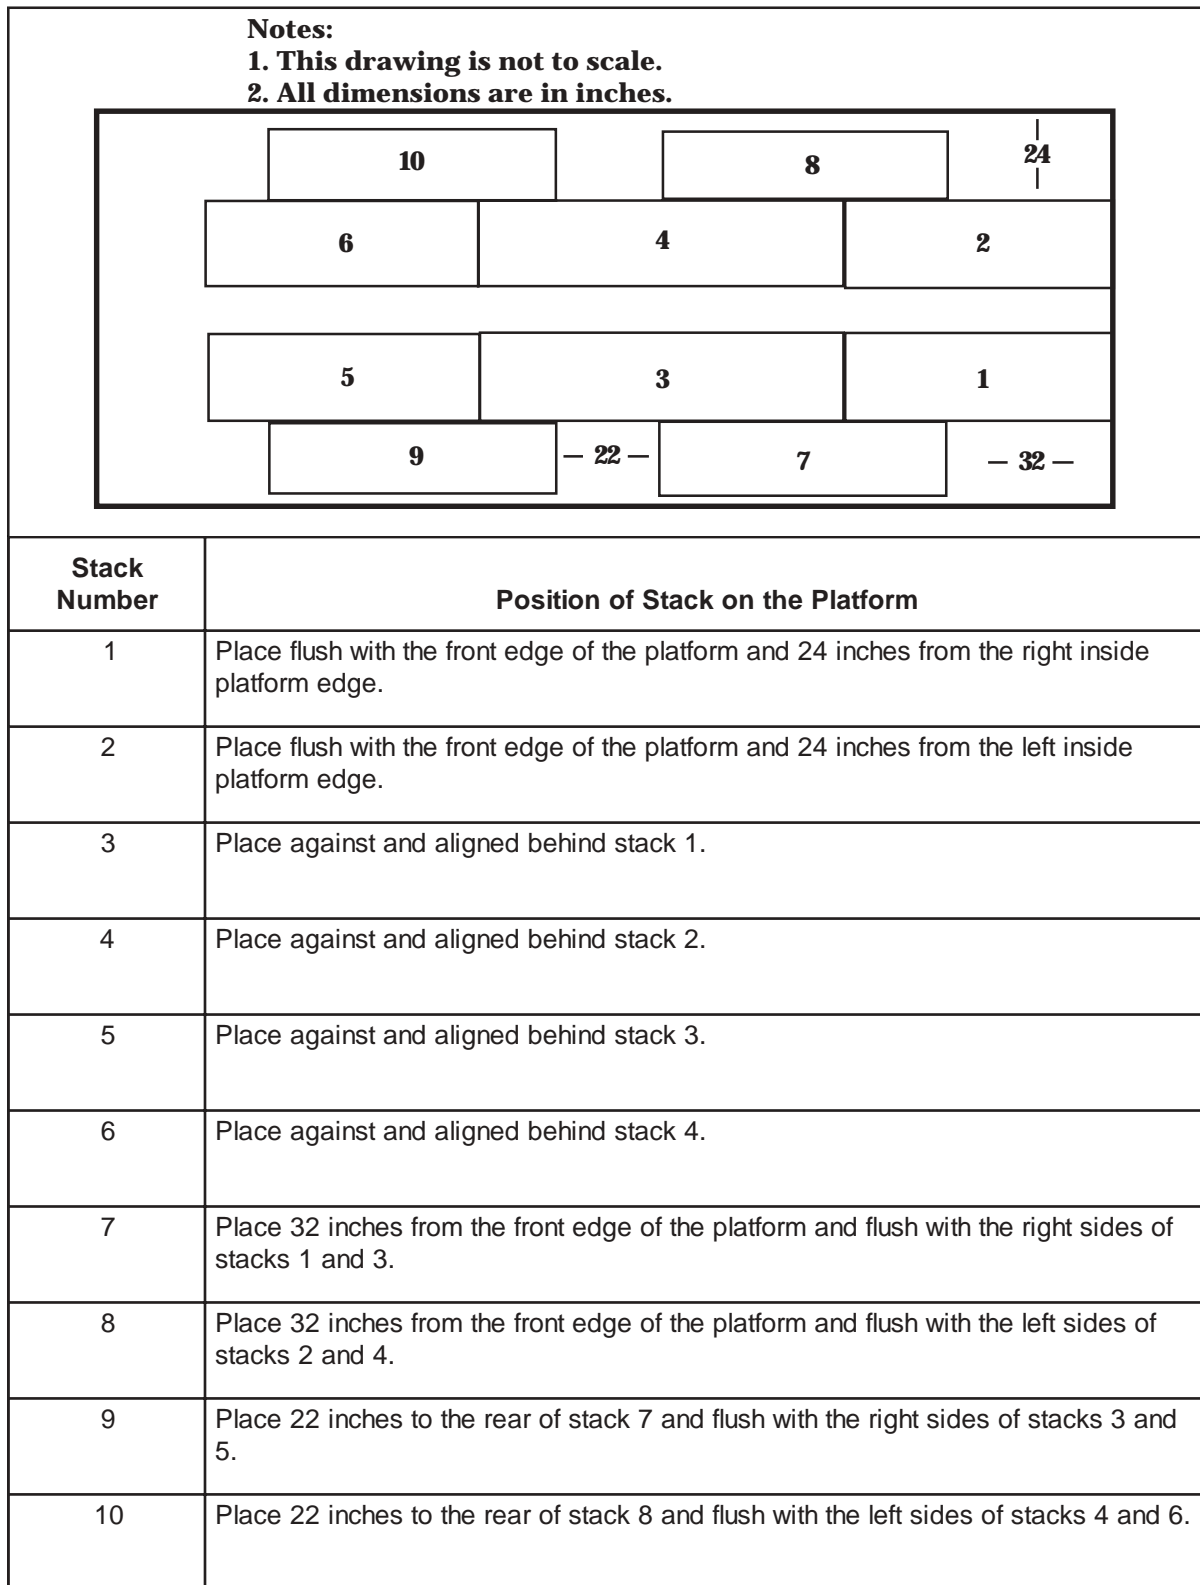 Notes:
1. This drawing is not to scale.
2. All dimensions are in inches.
10
8
24
6
4
2
5
3
1
9
— 22 —
7
— 32 —
Stack
Number
Position of Stack on the Platform
1
Place flush with the front edge of the platform and 24 inches from the right inside
platform edge.
2
Place flush with the front edge of the platform and 24 inches from the left inside
platform edge.
3
Place against and aligned behind stack 1.
4
Place against and aligned behind stack 2.
5
Place against and aligned behind stack 3.
6
Place against and aligned behind stack 4.
7
Place 32 inches from the front edge of the platform and flush with the right sides of
stacks 1 and 3.
8
Place 32 inches from the front edge of the platform and flush with the left sides of
stacks 2 and 4.
9
Place 22 inches to the rear of stack 7 and flush with the right sides of stacks 3 and
5.
10
Place 22 inches to the rear of stack 8 and flush with the left sides of stacks 4 and 6.